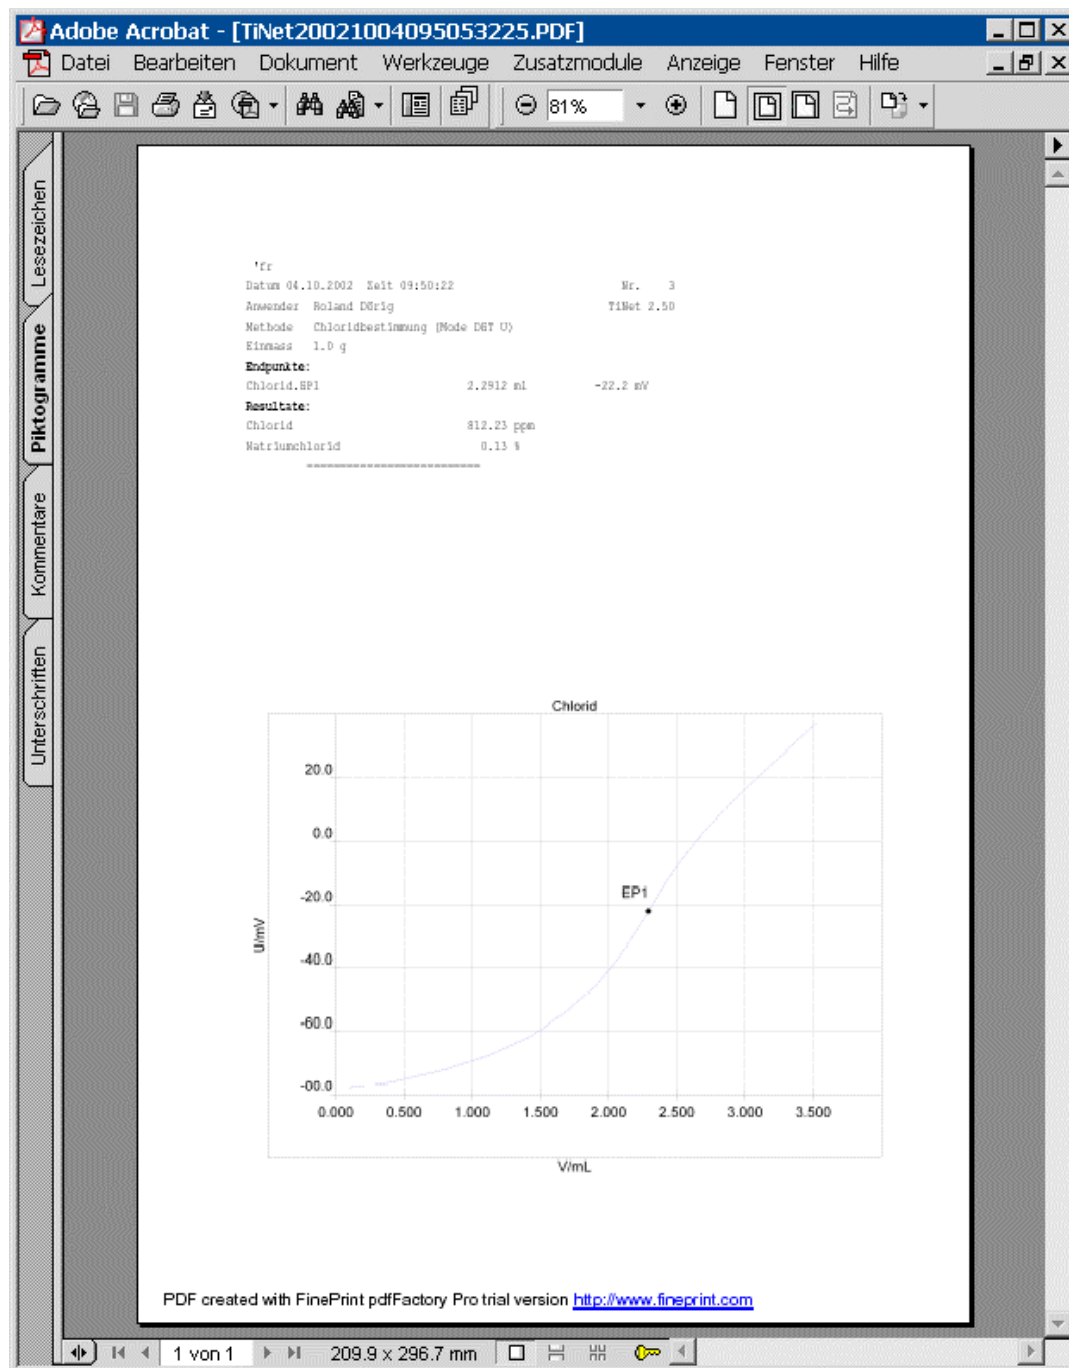 Adobe Acrobat - [TiNet20021004095053225.PDF]
Datei Bearbeiten Dokument Werkzeuge Zusatzmodule Anzeige Fenster Hilfe
81%
Lesezeichen
Piktogramme
Kommentare
Unterschriften
'fr
Datum 04.10.2002 Zeit 09:50:22 Nr. 3
Anwender Roland Dörig TiNet 2.50
Methode Chloridbestimmung (Mode DET U)
Einmass 1.0 g
Endpunkte:
Chlorid.EP1 2.2912 ml -22.2 mV
Resultate:
Chlorid 812.23 ppm
Natriumchlorid 0.13 %
==========================
Chlorid
20.0
0.0
-20.0
-40.0
-60.0
-00.0
EP1
U/mV
0.000 0.500 1.000 1.500 2.000 2.500 3.000 3.500
V/mL
PDF created with FinePrint pdfFactory Pro trial version http://www.fineprint.com
1 von 1 209.9 x 296.7 mm